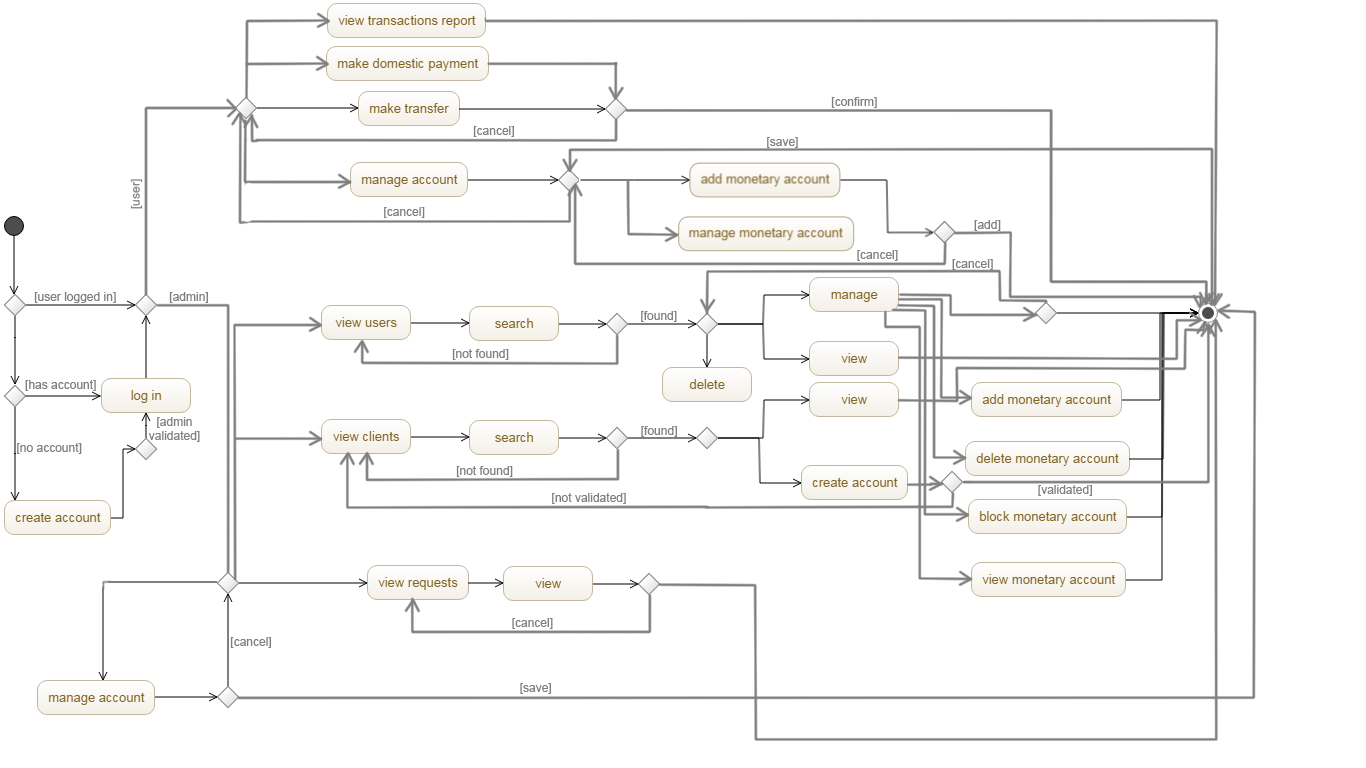 view transactions report
make domestic payment
[confirm]
make transfer
[cancel]
[save]
manage account
add monetary account
[user]
[cancel]
manage monetary account
[add]
[cancel]
[cancel]
[user logged in]
[admin]
manage
view users
search
[found]
[not found]
view
delete
[has account]
log in
view
add monetary account
[admin
validated]
[no account]
view clients
search
[found]
delete monetary account
[not found]
create account
[validated]
[not validated]
create account
block monetary account
view requests
view
view monetary account
[cancel]
[cancel]
[save]
manage account